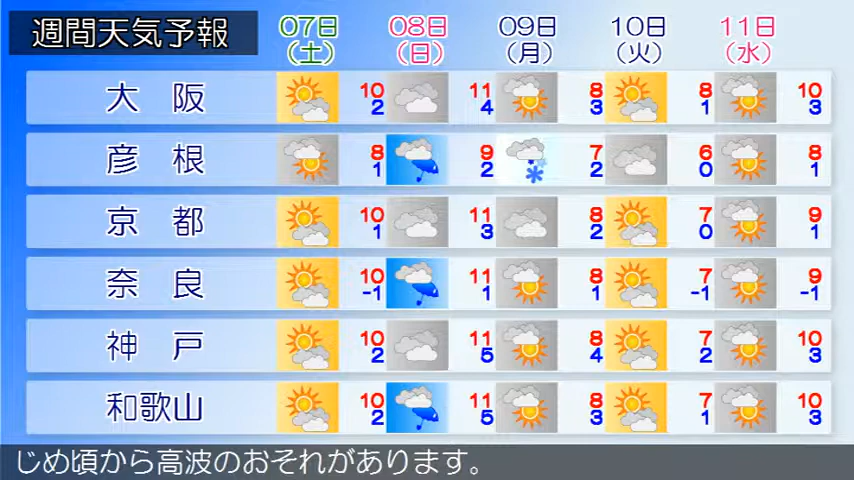 週間天気予報 07日 08日 09日 10日 11日
(土) (日) (月) (火) (水)
大阪 10 2 11 4 8 3 8 1 10 3
彦根 8 1 9 2 7 2 6 0 8 1
京都 10 1 11 3 8 2 7 0 9 1
奈良 10 -1 11 1 8 1 7 -1 9 -1
神戸 10 2 11 5 8 4 7 2 10 3
和歌山 10 2 11 5 8 3 7 1 10 3
じめ頃から高波のおそれがあります。